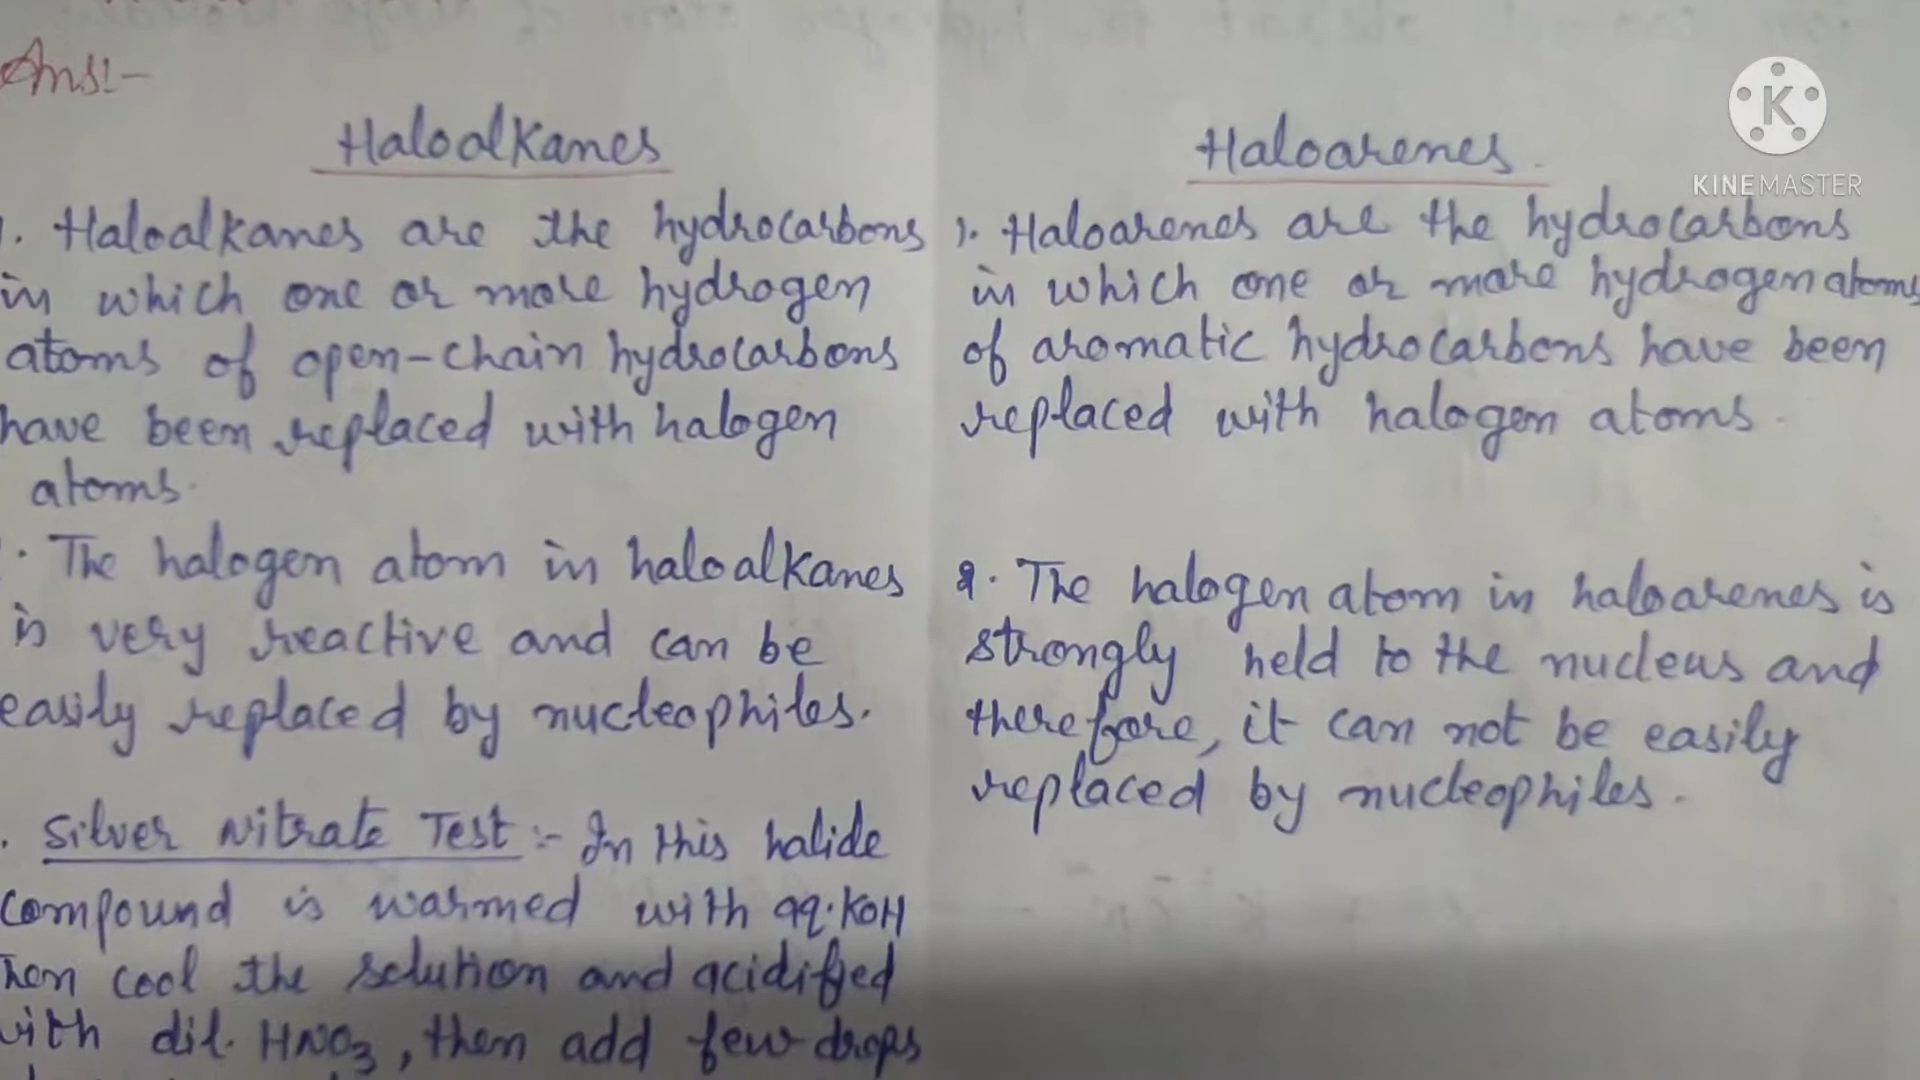 Ans:-
Haloalkanes
1. Haloalkanes are the hydrocarbons
in which one or more hydrogen
atoms of open-chain hydrocarbons
have been replaced with halogen
atoms.
. The halogen atom in haloalkanes
is very reactive and can be
easily replaced by nucleophiles.
. Silver Nitrate Test :- In this halide
compound is warmed with aq. KOH
then cool the solution and acidified
with dil. HNO3, then add few drops
Haloarenes.
1. Haloarenes are the hydrocarbons
in which one or more hydrogen atoms
of aromatic hydrocarbons have been
replaced with halogen atoms.
2. The halogen atom in haloarenes is
strongly held to the nucleus and
therefore, it can not be easily
replaced by nucleophiles.
K
KINEMASTER